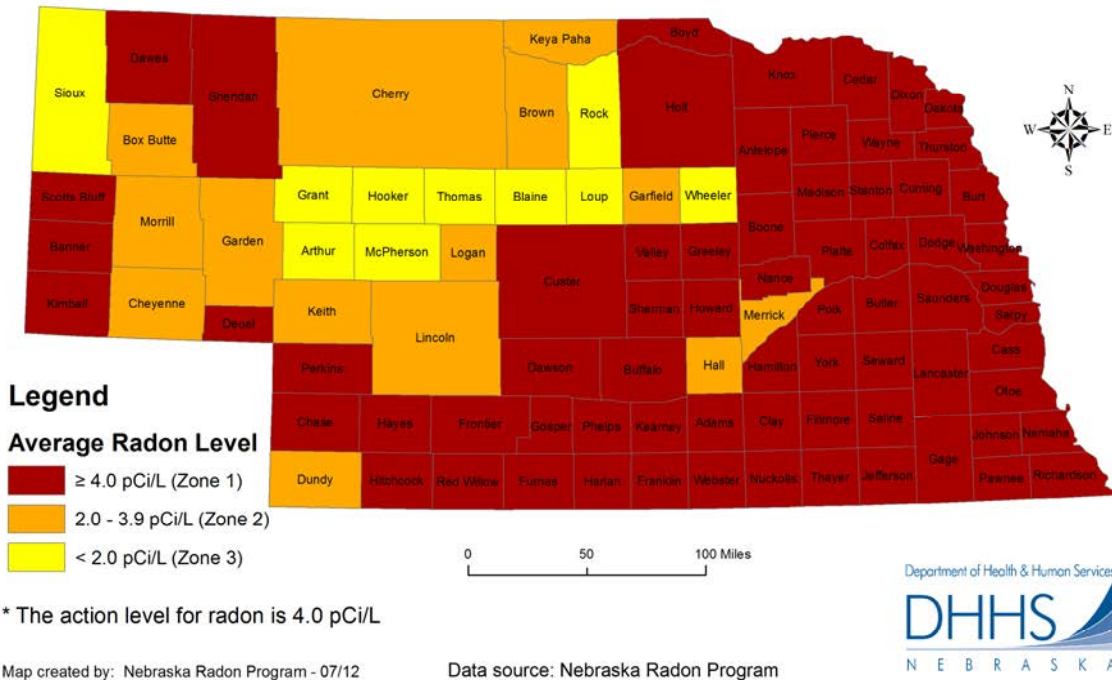 Boyd
Keya Paha
Dawes
Knox
Cedar
Sioux
Sheridan
Cherry
Dixon
Holt
Dakota
Brown
Rock
Box Butte
Pierce
Wayne
Thurston
Antelope
Scotts Bluff
Grant
Hooker
Thomas
Blaine
Loup
Garfield
Wheeler
Madison
Stanton
Cuming
Burt
Morrill
Garden
Boone
Banner
Arthur
McPherson
Logan
Valley
Greeley
Platte
Colfax
Dodge
Washington
Custer
Nance
Douglas
Kimball
Cheyenne
Deuel
Keith
Sherman
Howard
Merrick
Polk
Butler
Saunders
Sarpy
Lincoln
Cass
Perkins
Dawson
Buffalo
Hall
Hamilton
York
Seward
Lancaster
Otoe
Chase
Hayes
Frontier
Gosper
Phelps
Kearney
Adams
Clay
Fillmore
Saline
Johnson
Nemaha
Gage
Dundy
Hitchcock
Red Willow
Furnas
Harlan
Franklin
Webster
Nuckolls
Thayer
Jefferson
Pawnee
Richardson
N
W
E
S
Legend
Average Radon Level
≥ 4.0 pCi/L (Zone 1)
2.0 - 3.9 pCi/L (Zone 2)
< 2.0 pCi/L (Zone 3)
0 50 100 Miles
* The action level for radon is 4.0 pCi/L
Map created by: Nebraska Radon Program - 07/12
Data source: Nebraska Radon Program
Department of Health & Human Services
DHHS
NEBRASKA